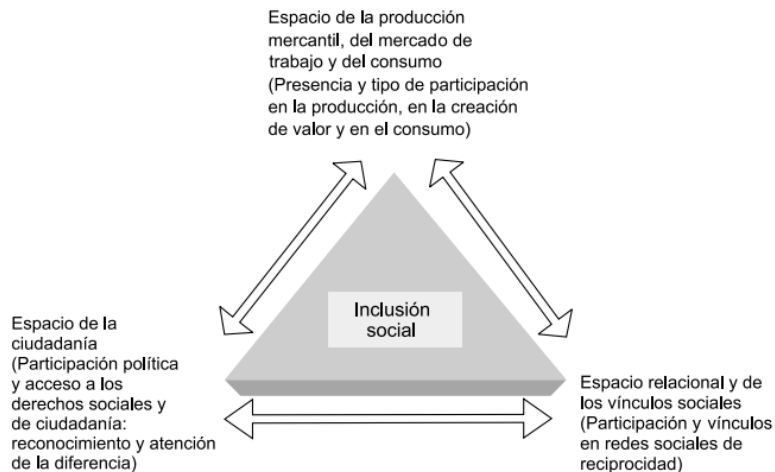 Espacio de la producción
mercantil, del mercado de
trabajo y del consumo
(Presencia y tipo de participación
en la producción, en la creación
de valor y en el consumo)
Inclusión
social
Espacio de la
ciudadanía
(Participación política
y acceso a los
derechos sociales y
de ciudadanía:
reconocimiento y atención
de la diferencia)
Espacio relacional y de
los vínculos sociales
(Participación y vínculos
en redes sociales de
reciprocidad)